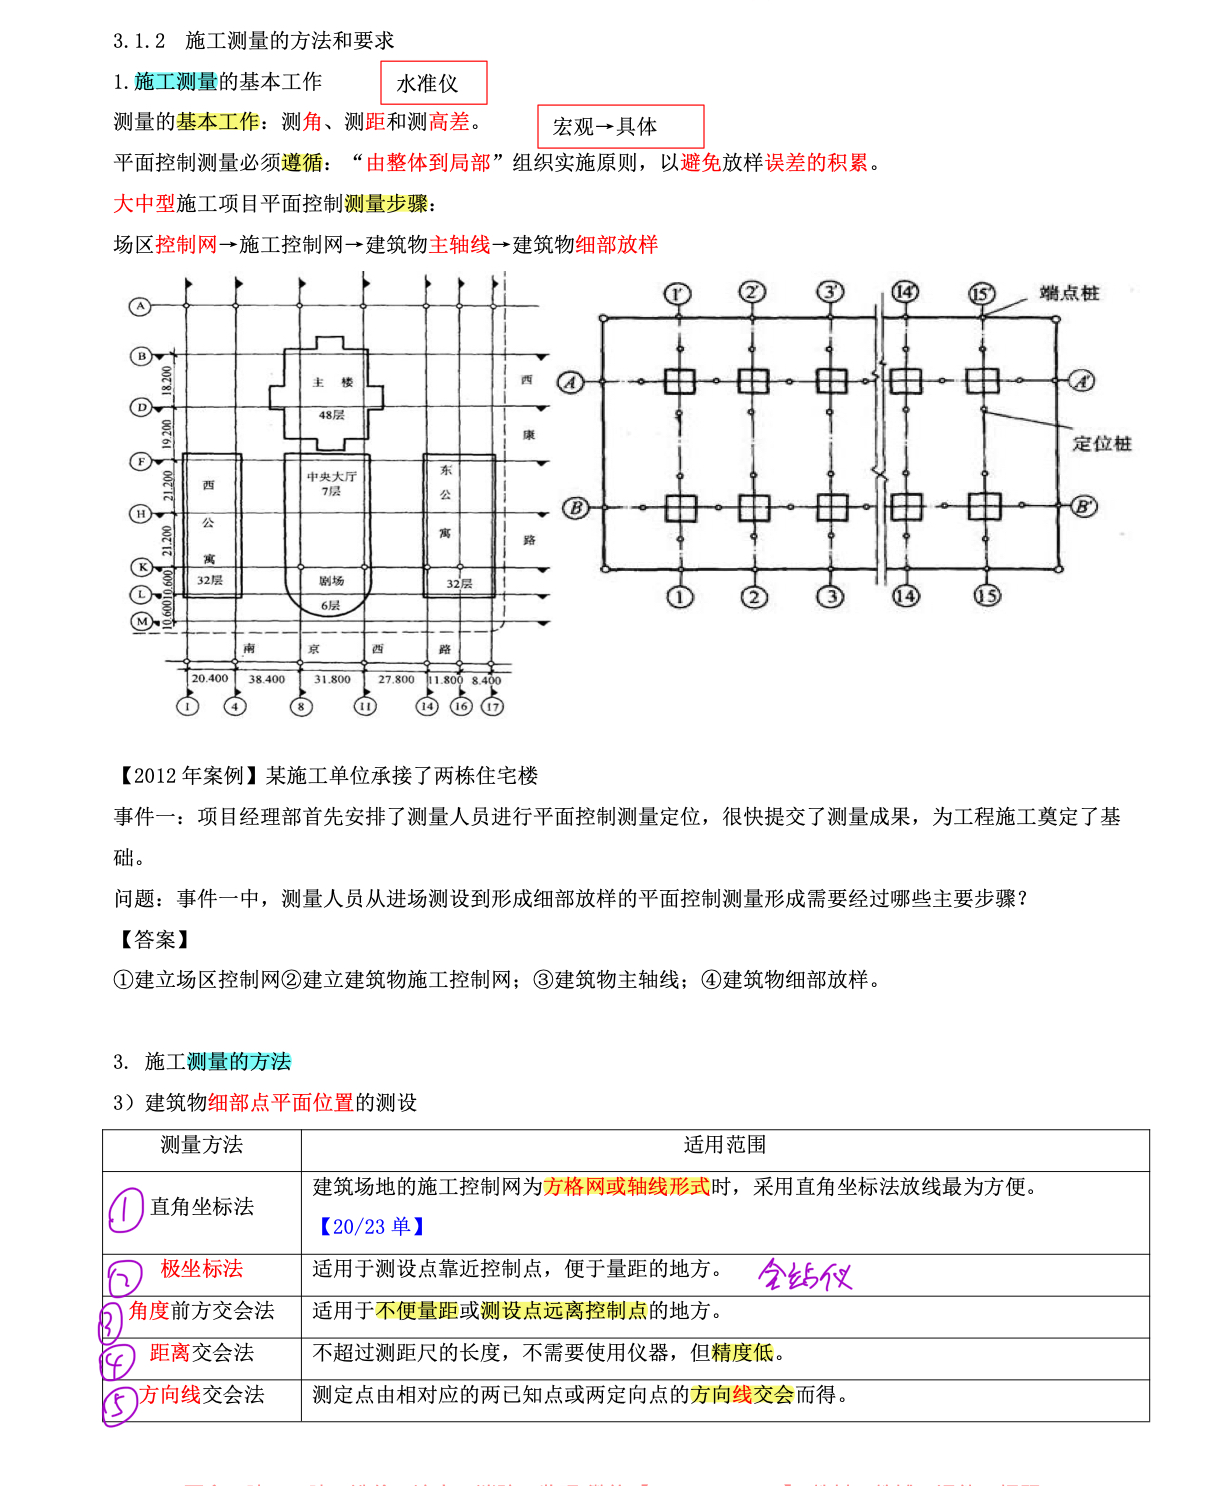 3.1.2 施工测量的方法和要求
1.施工测量的基本工作
水准仪
测量的基本工作：测角、测距和测高差。
宏观→具体
平面控制测量必须遵循：“由整体到局部”组织实施原则，以避免放样误差的积累。
大中型施工项目平面控制测量步骤：
场区控制网→施工控制网→建筑物主轴线→建筑物细部放样
A
B
D
F
H
K
L
M
18.200
19.200
21.200
21.200
10.600
10.600
主 楼
48层
中央大厅
7层
剧场
6层
西公寓
32层
东公寓
32层
西康路
南京西路
20.400 38.400 31.800 27.800 11.800 8.400
1 4 8 11 14 16 17
1′ 2′ 3′ 14′ 15′
端点桩
A A′
定位桩
B B′
1 2 3 14 15
【2012 年案例】某施工单位承接了两栋住宅楼
事件一：项目经理部首先安排了测量人员进行平面控制测量定位，很快提交了测量成果，为工程施工奠定了基
础。
问题：事件一中，测量人员从进场测设到形成细部放样的平面控制测量形成需要经过哪些主要步骤？
【答案】
①建立场区控制网②建立建筑物施工控制网；③建筑物主轴线；④建筑物细部放样。
3. 施工测量的方法
3）建筑物细部点平面位置的测设
测量方法 适用范围
① 直角坐标法 建筑场地的施工控制网为方格网或轴线形式时，采用直角坐标法放线最为方便。
【20/23 单】
② 极坐标法 适用于测设点靠近控制点，便于量距的地方。 全站仪
③ 角度前方交会法 适用于不便量距或测设点远离控制点的地方。
④ 距离交会法 不超过测距尺的长度，不需要使用仪器，但精度低。
⑤ 方向线交会法 测定点由相对应的两已知点或两定向点的方向线交会而得。